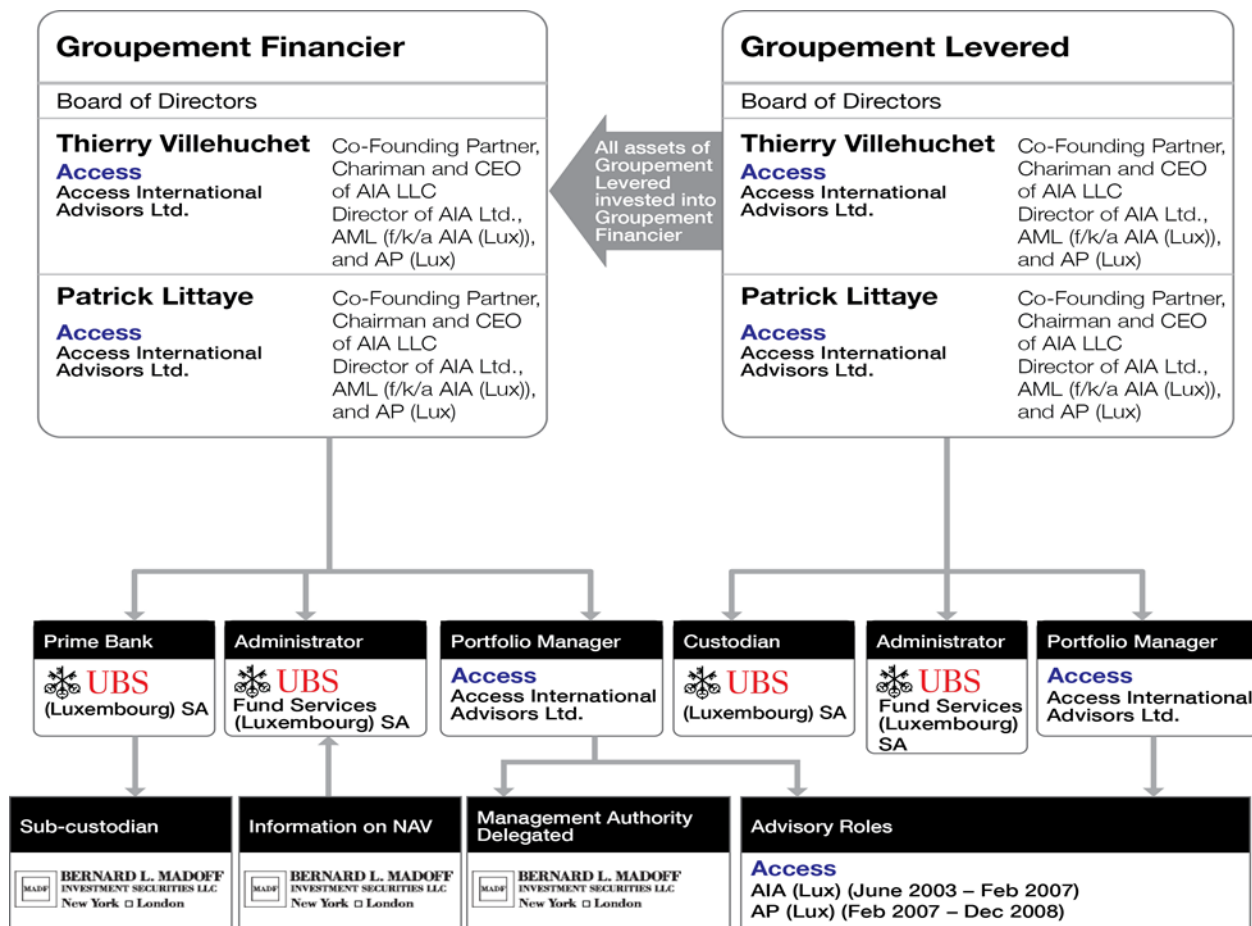 Groupement Financier
Board of Directors
Thierry Villehuchet
Access
Access International
Advisors Ltd.
Co-Founding Partner,
Chariman and CEO
of AIA LLC
Director of AIA Ltd.,
AML (f/k/a AIA (Lux)),
and AP (Lux)
Patrick Littaye
Access
Access International
Advisors Ltd.
Co-Founding Partner,
Chairman and CEO
of AIA LLC
Director of AIA Ltd.,
AML (f/k/a AIA (Lux)),
and AP (Lux)
All assets of
Groupement
Levered
invested into
Groupement
Financier
Groupement Levered
Board of Directors
Thierry Villehuchet
Access
Access International
Advisors Ltd.
Co-Founding Partner,
Chariman and CEO
of AIA LLC
Director of AIA Ltd.,
AML (f/k/a AIA (Lux)),
and AP (Lux)
Patrick Littaye
Access
Access International
Advisors Ltd.
Co-Founding Partner,
Chairman and CEO
of AIA LLC
Director of AIA Ltd.,
AML (f/k/a AIA (Lux)),
and AP (Lux)
Prime Bank
UBS
(Luxembourg) SA
Administrator
UBS
Fund Services
(Luxembourg) SA
Portfolio Manager
Access
Access International
Advisors Ltd.
Custodian
UBS
(Luxembourg) SA
Administrator
UBS
Fund Services
(Luxembourg)
SA
Portfolio Manager
Access
Access International
Advisors Ltd.
Sub-custodian
MADF
BERNARD L. MADOFF
INVESTMENT SECURITIES LLC
New York □ London
Information on NAV
MADF
BERNARD L. MADOFF
INVESTMENT SECURITIES LLC
New York □ London
Management Authority
Delegated
MADF
BERNARD L. MADOFF
INVESTMENT SECURITIES LLC
New York □ London
Advisory Roles
Access
AIA (Lux) (June 2003 – Feb 2007)
AP (Lux) (Feb 2007 – Dec 2008)